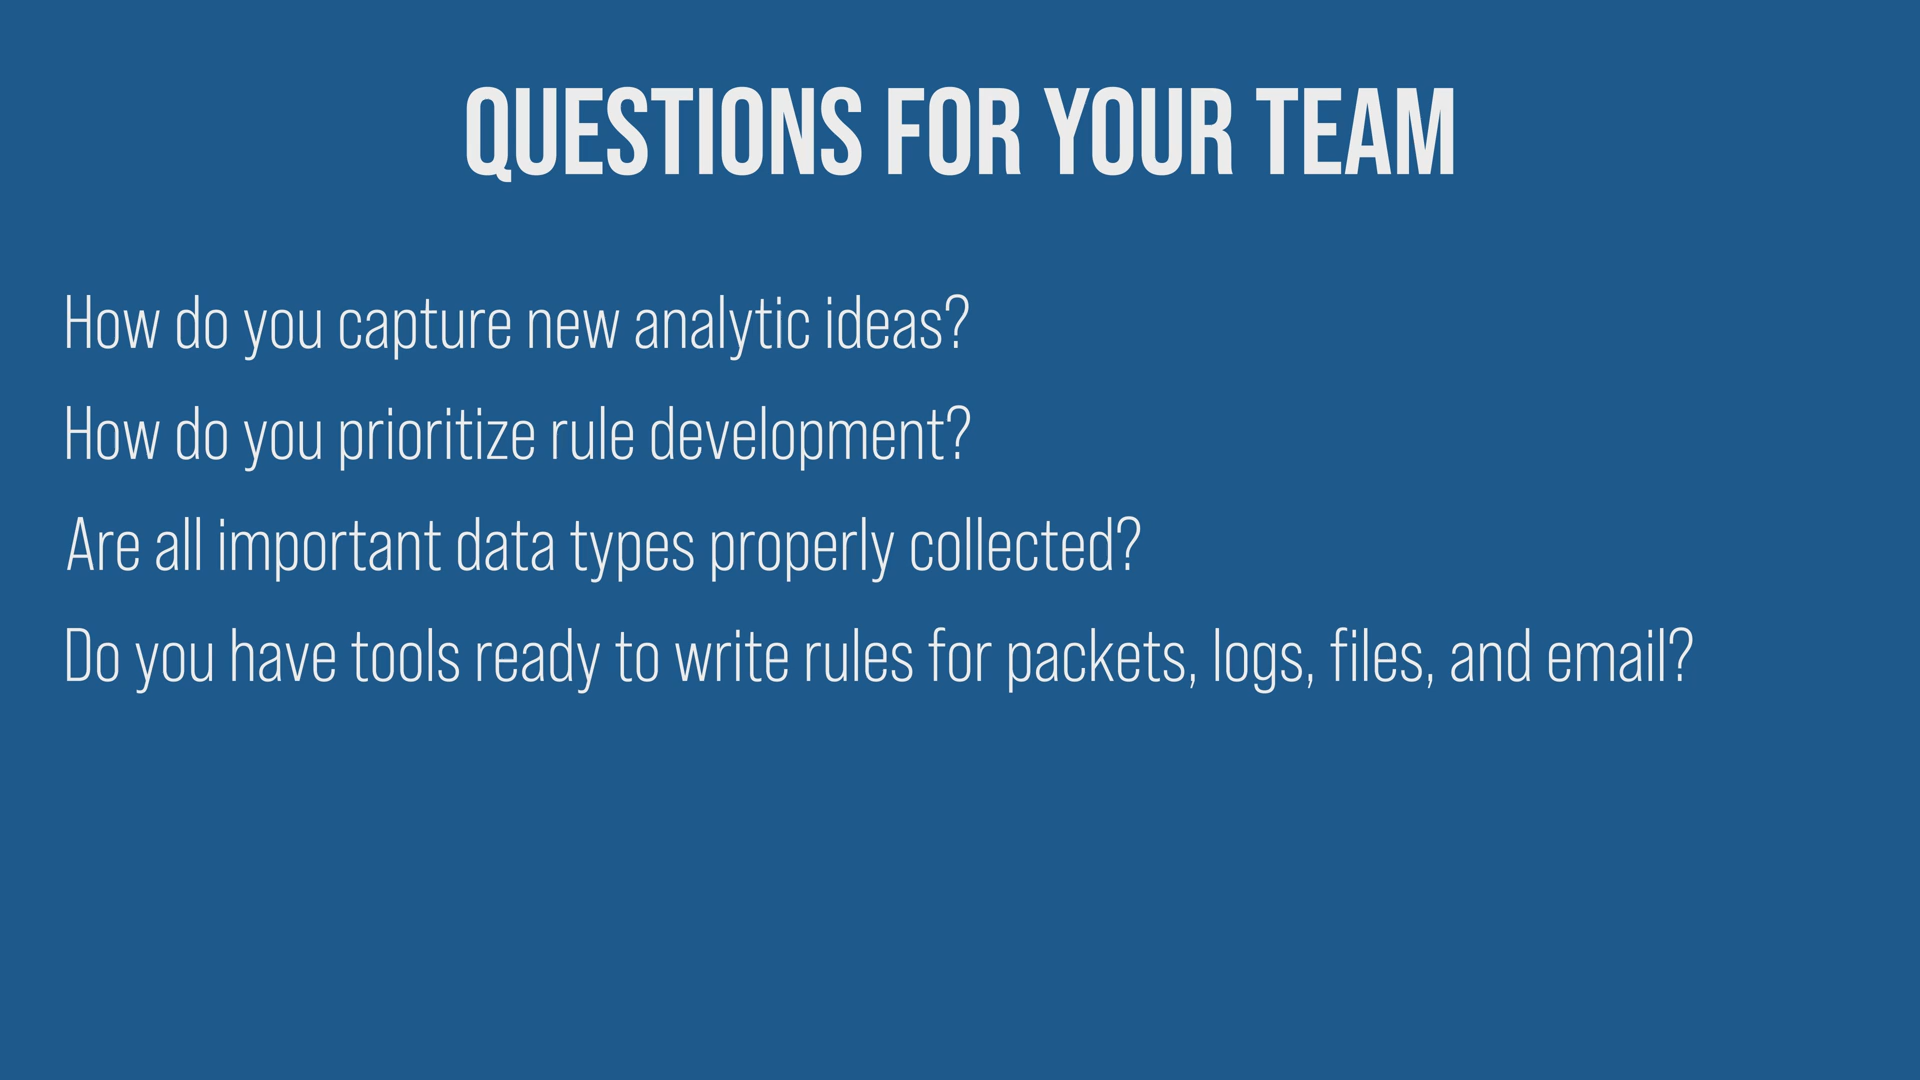 QUESTIONS FOR YOUR TEAM
How do you capture new analytic ideas?
How do you prioritize rule development?
Are all important data types properly collected?
Do you have tools ready to write rules for packets, logs, files, and email?